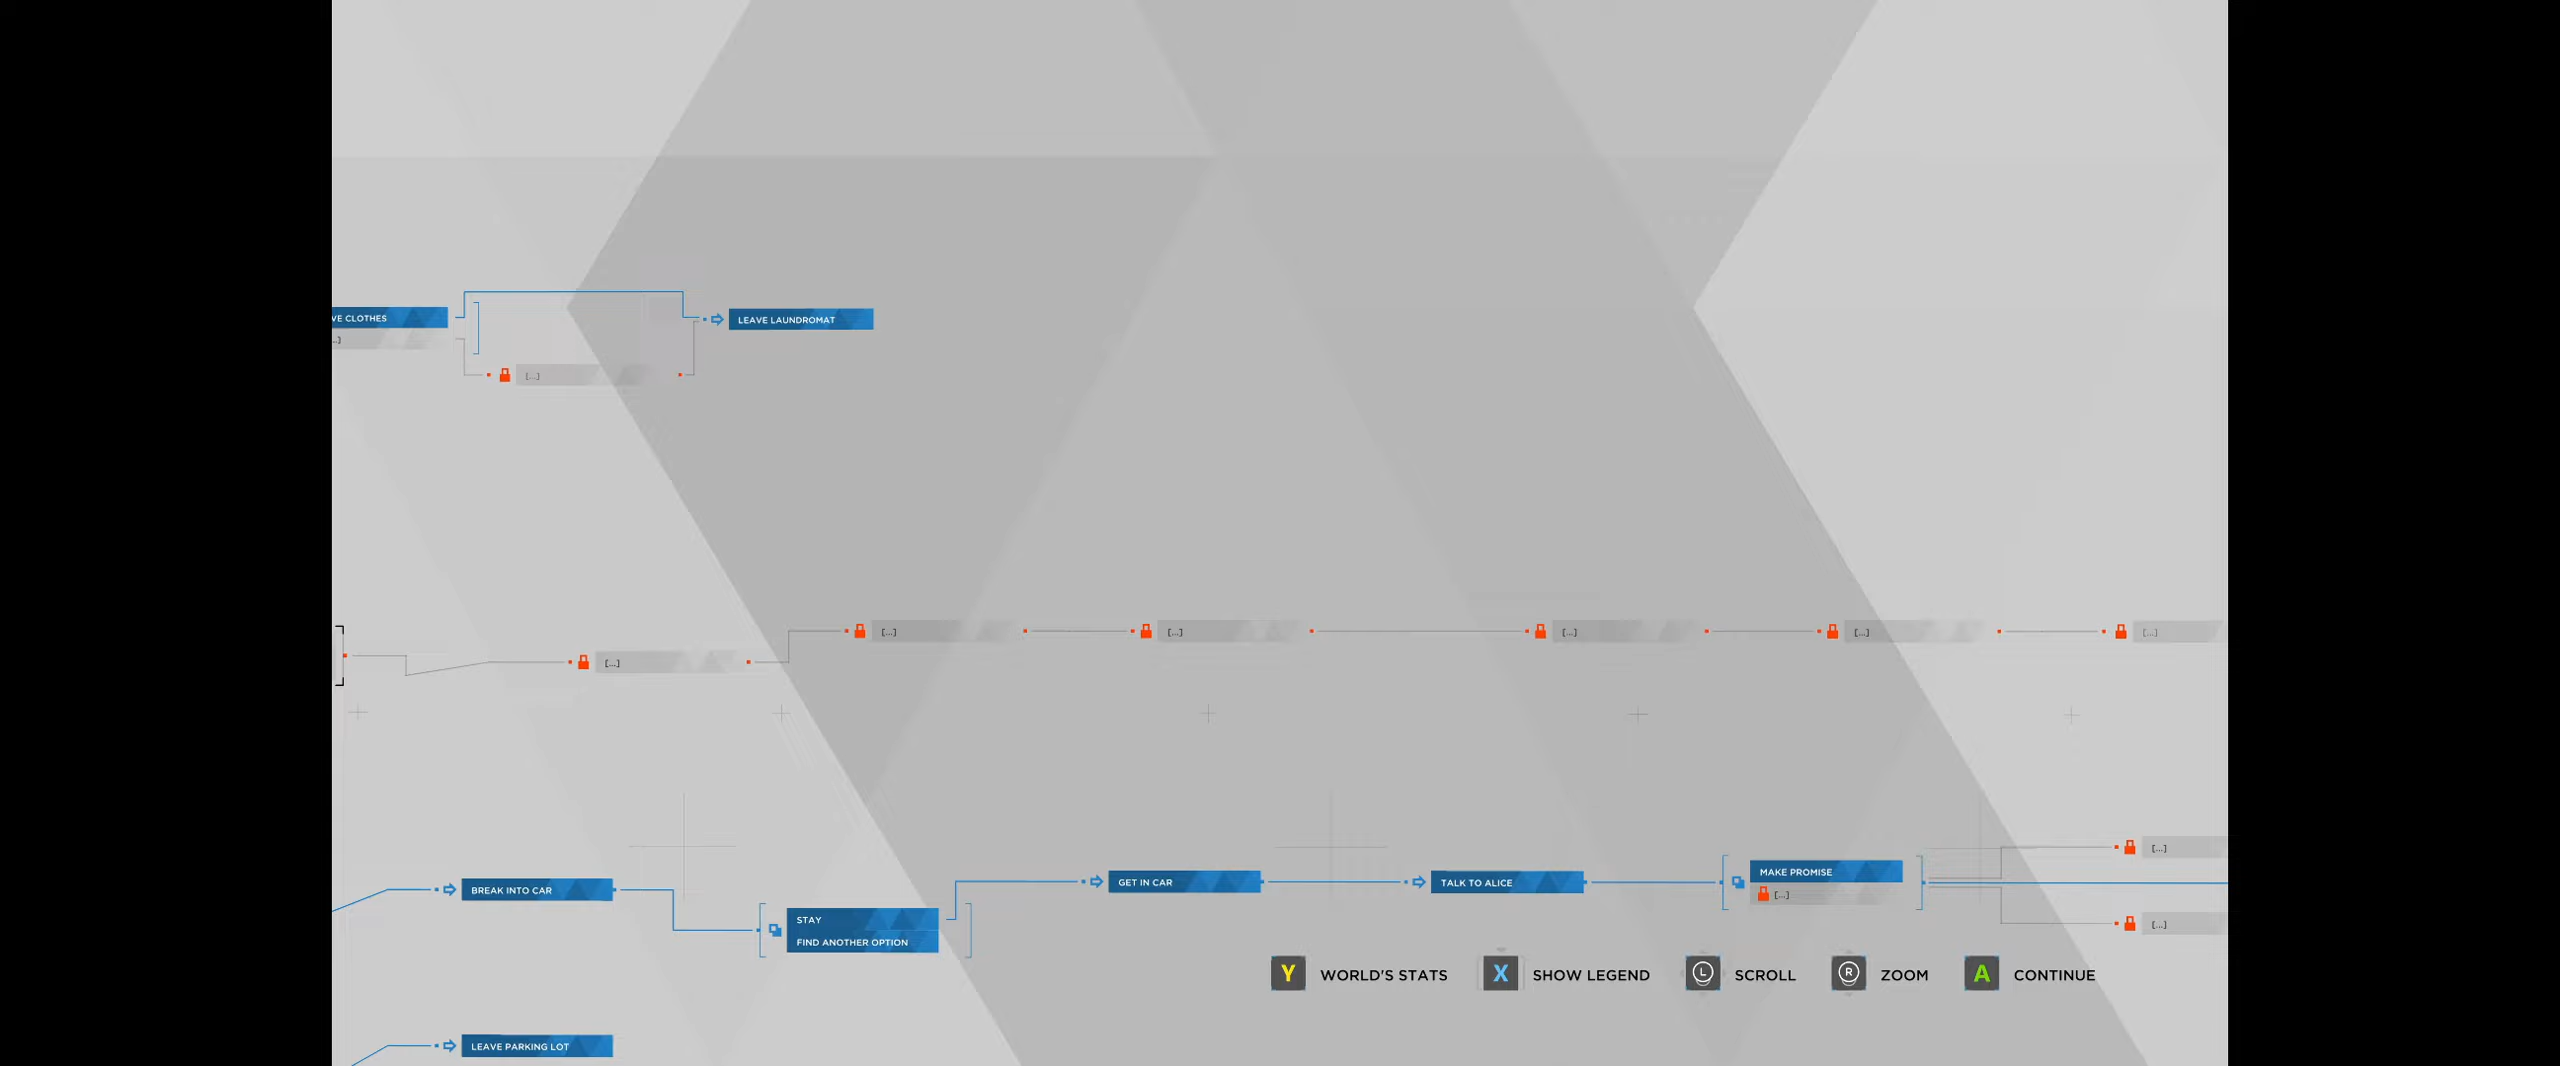 VE CLOTHES
...]
LEAVE LAUNDROMAT
[...]
[...]
[...]
[...]
[...]
[...]
[...]
BREAK INTO CAR
STAY
FIND ANOTHER OPTION
GET IN CAR
TALK TO ALICE
MAKE PROMISE
[...]
[...]
[...]
Y WORLD'S STATS X SHOW LEGEND L SCROLL R ZOOM A CONTINUE
LEAVE PARKING LOT